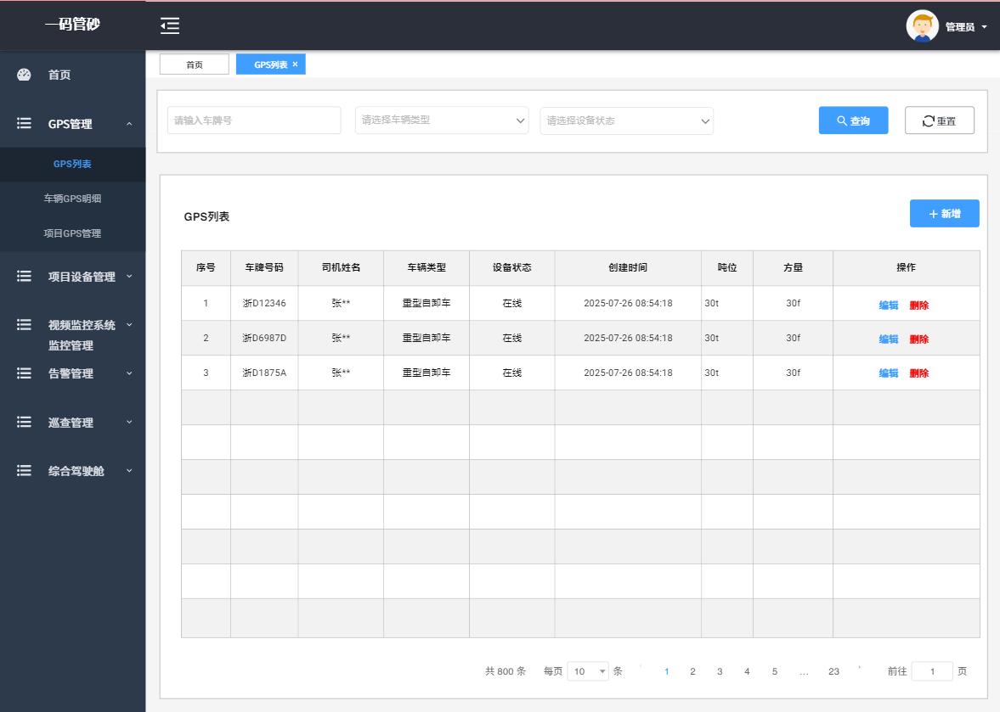 一码管砂
管理员
首页
GPS管理
GPS列表
车辆GPS明细
项目GPS管理
项目设备管理
视频监控系统
监控管理
告警管理
巡查管理
综合驾驶舱
首页 GPS列表 ×
请输入车牌号 请选择车辆类型 请选择设备状态 查询 重置
GPS列表 新增
序号 车牌号码 司机姓名 车辆类型 设备状态 创建时间 吨位 方量 操作
1 浙D12346 张** 重型自卸车 在线 2025-07-26 08:54:18 30t 30f 编辑 删除
2 浙D6987D 张** 重型自卸车 在线 2025-07-26 08:54:18 30t 30f 编辑 删除
3 浙D1875A 张** 重型自卸车 在线 2025-07-26 08:54:18 30t 30f 编辑 删除
共 800 条 每页 10 条 1 2 3 4 5 ... 23 前往 1 页